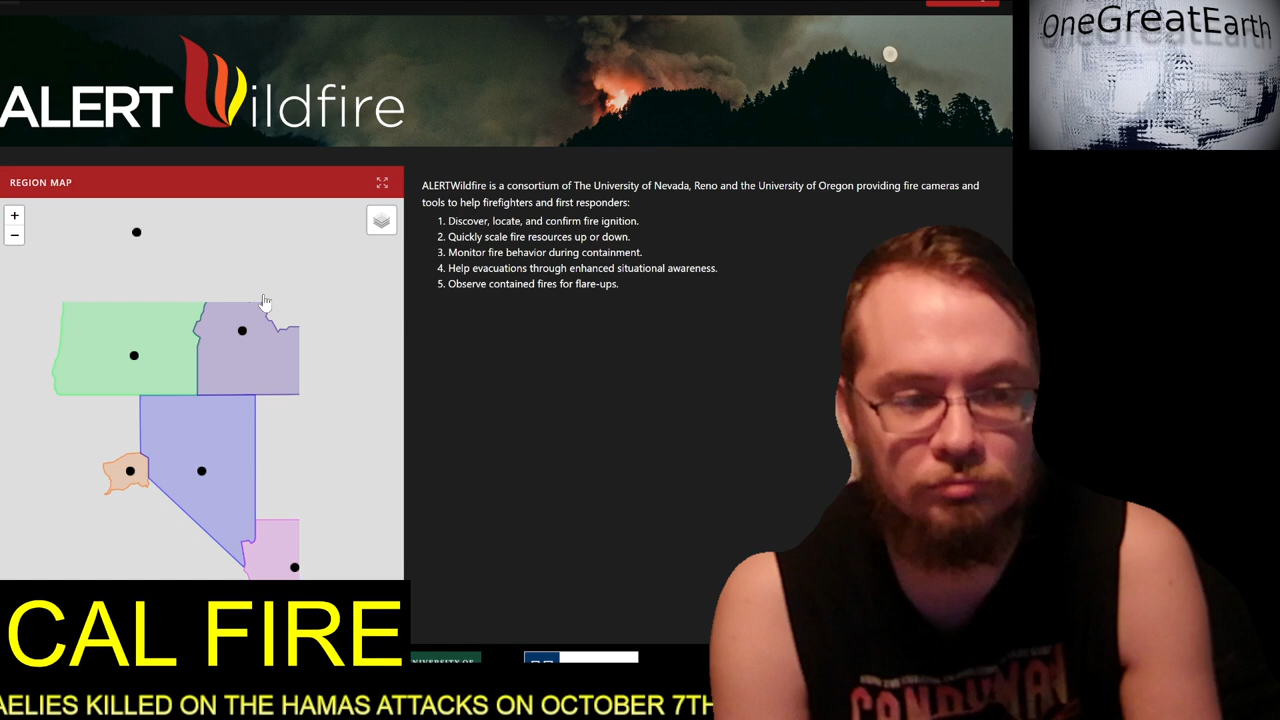 OneGreatEarth
ALERT Wildfire
REGION MAP
+
−
ALERTWildfire is a consortium of The University of Nevada, Reno and the University of Oregon providing fire cameras and
tools to help firefighters and first responders:
1. Discover, locate, and confirm fire ignition.
2. Quickly scale fire resources up or down.
3. Monitor fire behavior during containment.
4. Help evacuations through enhanced situational awareness.
5. Observe contained fires for flare-ups.
CAL FIRE
AELIES KILLED ON THE HAMAS ATTACKS ON OCTOBER 7TH
CANDYMAN